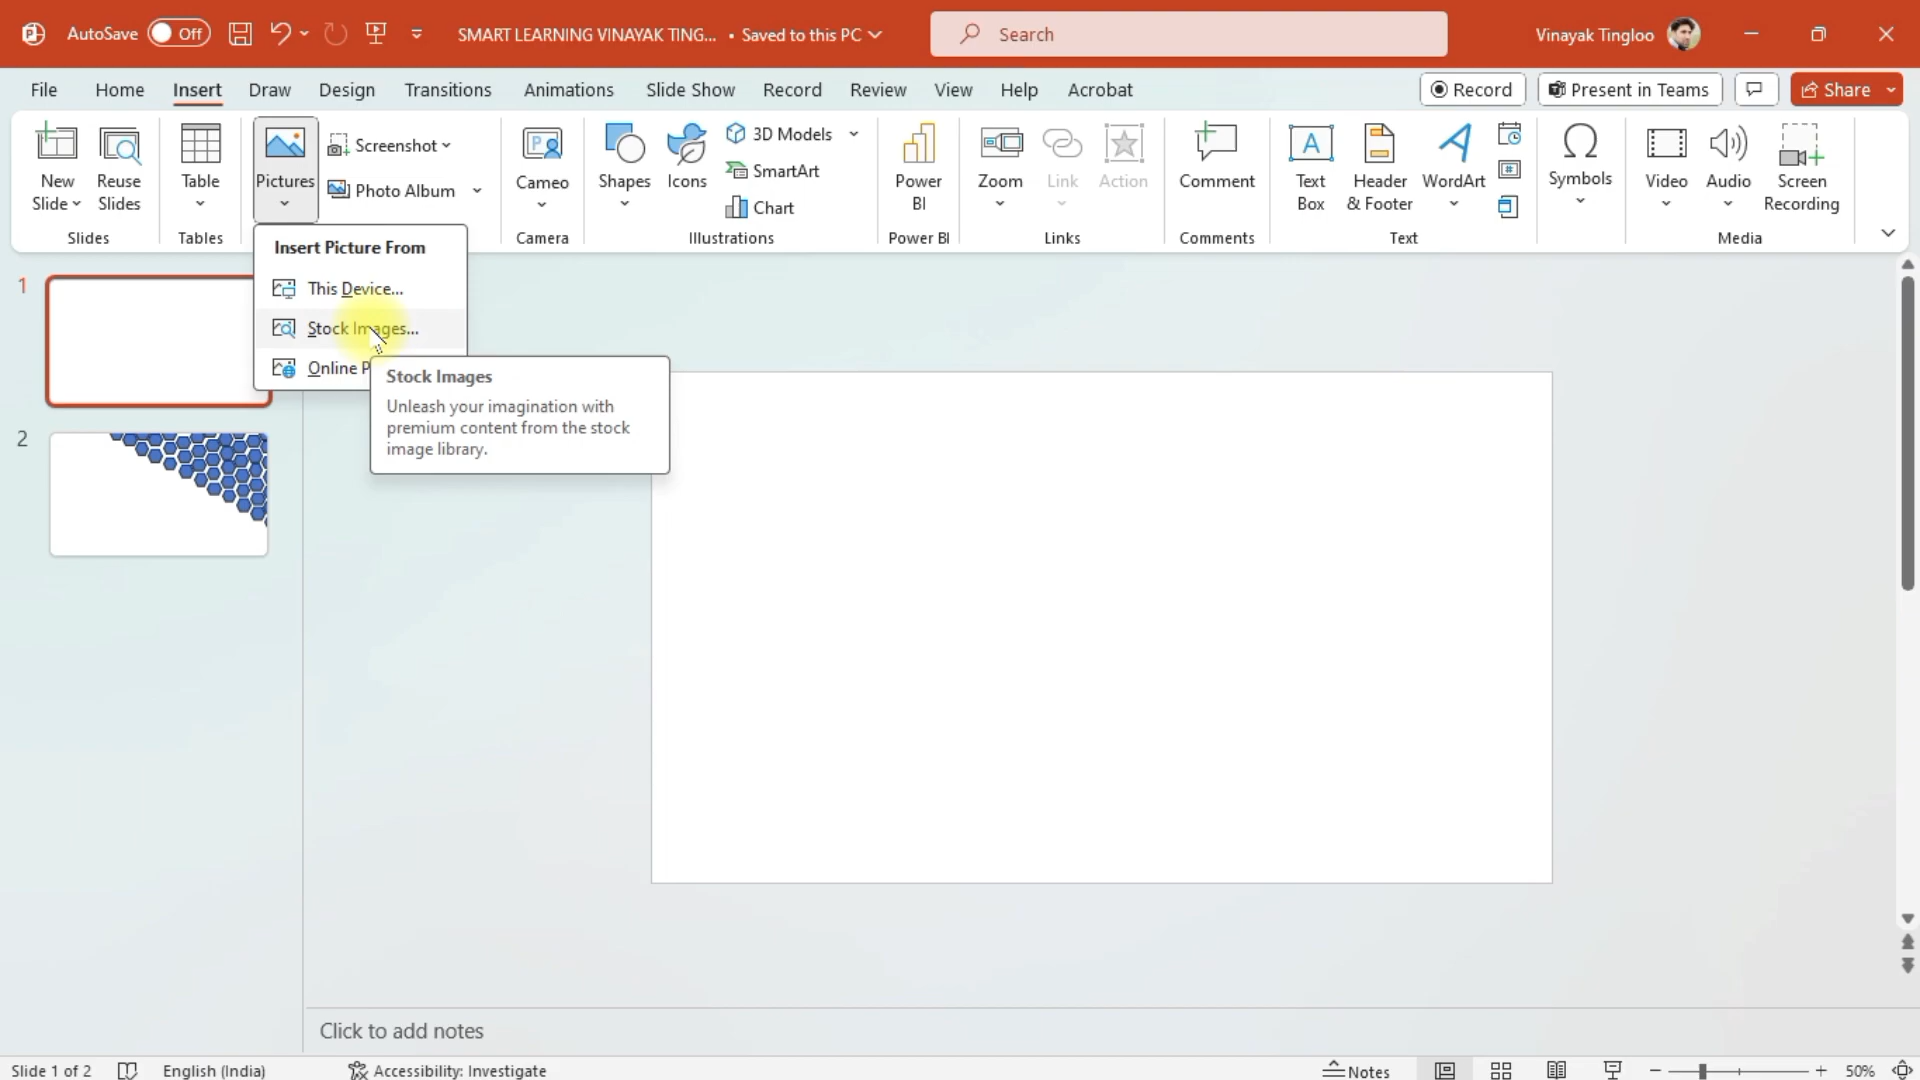 AutoSave Off SMART LEARNING VINAYAK TING... • Saved to this PC Search Vinayak Tingloo
File Home Insert Draw Design Transitions Animations Slide Show Record Review View Help Acrobat Record Present in Teams Share
New Slide
Reuse Slides
Slides
Table
Tables
Pictures
Screenshot
Photo Album
Cameo
Camera
Shapes
Icons
3D Models
SmartArt
Chart
Illustrations
Power BI
Power BI
Zoom
Link
Action
Links
Comment
Comments
Text Box
Header & Footer
WordArt
Text
Symbols
Video
Audio
Screen Recording
Media
Insert Picture From
This Device...
Stock Images...
Online P
Stock Images
Unleash your imagination with
premium content from the stock
image library.
1
2
Click to add notes
Slide 1 of 2 English (India) Accessibility: Investigate Notes 50%